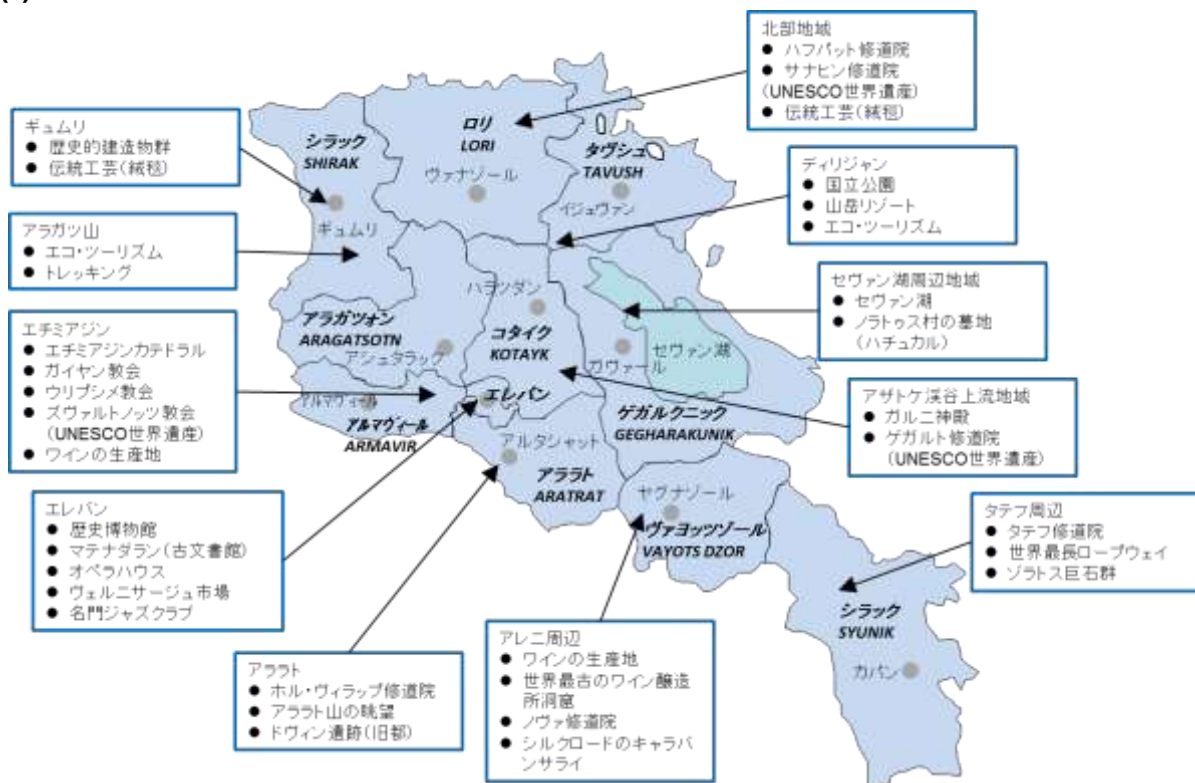 北部地域
● ハフパット修道院
● サナヒン修道院
(UNESCO世界遺産)
● 伝統工芸(絨毯)
ギュムリ
● 歴史的建造物群
● 伝統工芸(絨毯)
アラガツ山
● エコ・ツーリズム
● トレッキング
エチミアジン
● エチミアジンカテドラル
● ガイヤン教会
● ウリプシメ教会
● ズヴァルトノッツ教会
(UNESCO世界遺産)
● ワインの生産地
エレバン
● 歴史博物館
● マテナダラン(古文書館)
● オペラハウス
● ヴェルニサージュ市場
● 名門ジャズクラブ
アララト
● ホル・ヴィラップ修道院
● アララト山の眺望
● ドヴィン遺跡(旧都)
アレニ周辺
● ワインの生産地
● 世界最古のワイン醸造
所洞窟
● ノヴァ修道院
● シルクロードのキャラバ
ンサライ
ディリジャン
● 国立公園
● 山岳リゾート
● エコ・ツーリズム
セヴァン湖周辺地域
● セヴァン湖
● ノラトゥス村の墓地
(ハチュカル)
アザトケ渓谷上流地域
● ガルニ神殿
● ゲガルト修道院
(UNESCO世界遺産)
タテフ周辺
● タテフ修道院
● 世界最長ロープウェイ
● ゾラトス巨石群
シラック
SHIRAK
ギュムリ
ロリ
LORI
ヴァナゾール
タヴシュ
TAVUSH
イジェヴァン
アラガツォン
ARAGATSOTN
アシュタラック
ハラツダン
コタイク
KOTAYK
ガヴァール
セヴァン湖
ゲガルクニック
GEGHARAKUNIK
アルマヴィール
アルマヴィール
ARMAVIR
エレバン
アルタシャット
アララト
ARATRAT
ヤグナゾール
ヴァヨッツゾール
VAYOTS DZOR
シラック
SYUNIK
カパン